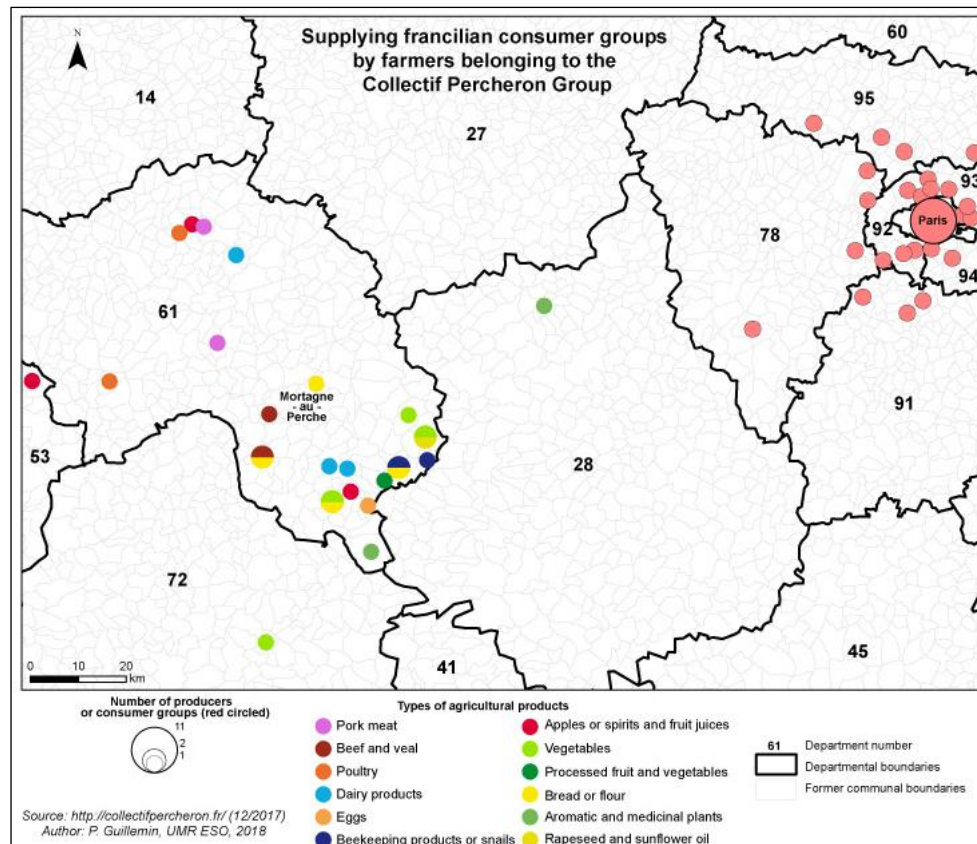 N
Supplying francilian consumer groups
by farmers belonging to the
Collectif Percheron Group
60
14
95
27
93
Paris
92
78
94
61
Mortagne
- au -
Perche
91
53
28
72
45
41
0 10 20
km
Number of producers
or consumer groups (red circled)
11
2
1
Types of agricultural products
Pork meat
Beef and veal
Poultry
Dairy products
Eggs
Beekeeping products or snails
Apples or spirits and fruit juices
Vegetables
Processed fruit and vegetables
Bread or flour
Aromatic and medicinal plants
Rapeseed and sunflower oil
61 Department number
Departmental boundaries
Former communal boundaries
Source: http://collectifpercheron.fr/ (12/2017)
Author: P. Guillemin, UMR ESO, 2018